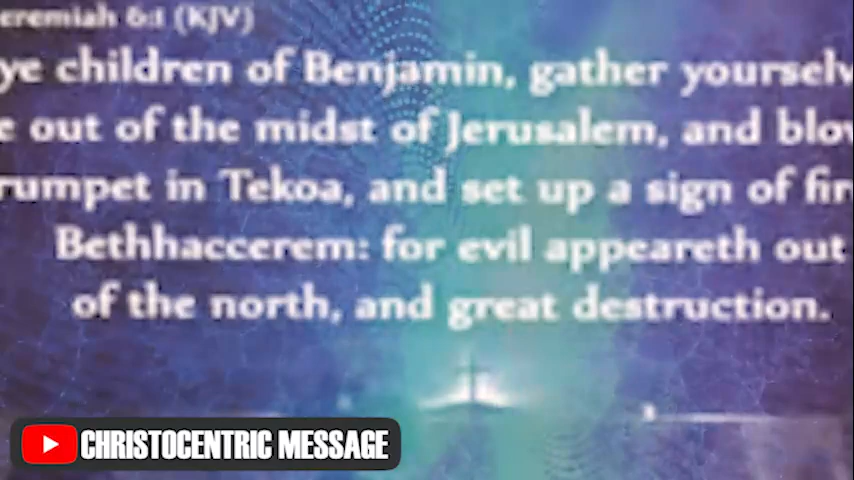 eremiah 6:1 (KJV)
ye children of Benjamin, gather yourselv
e out of the midst of Jerusalem, and blow
rumpet in Tekoa, and set up a sign of fir
Bethhaccerem: for evil appeareth out
of the north, and great destruction.
CHRISTOCENTRIC MESSAGE